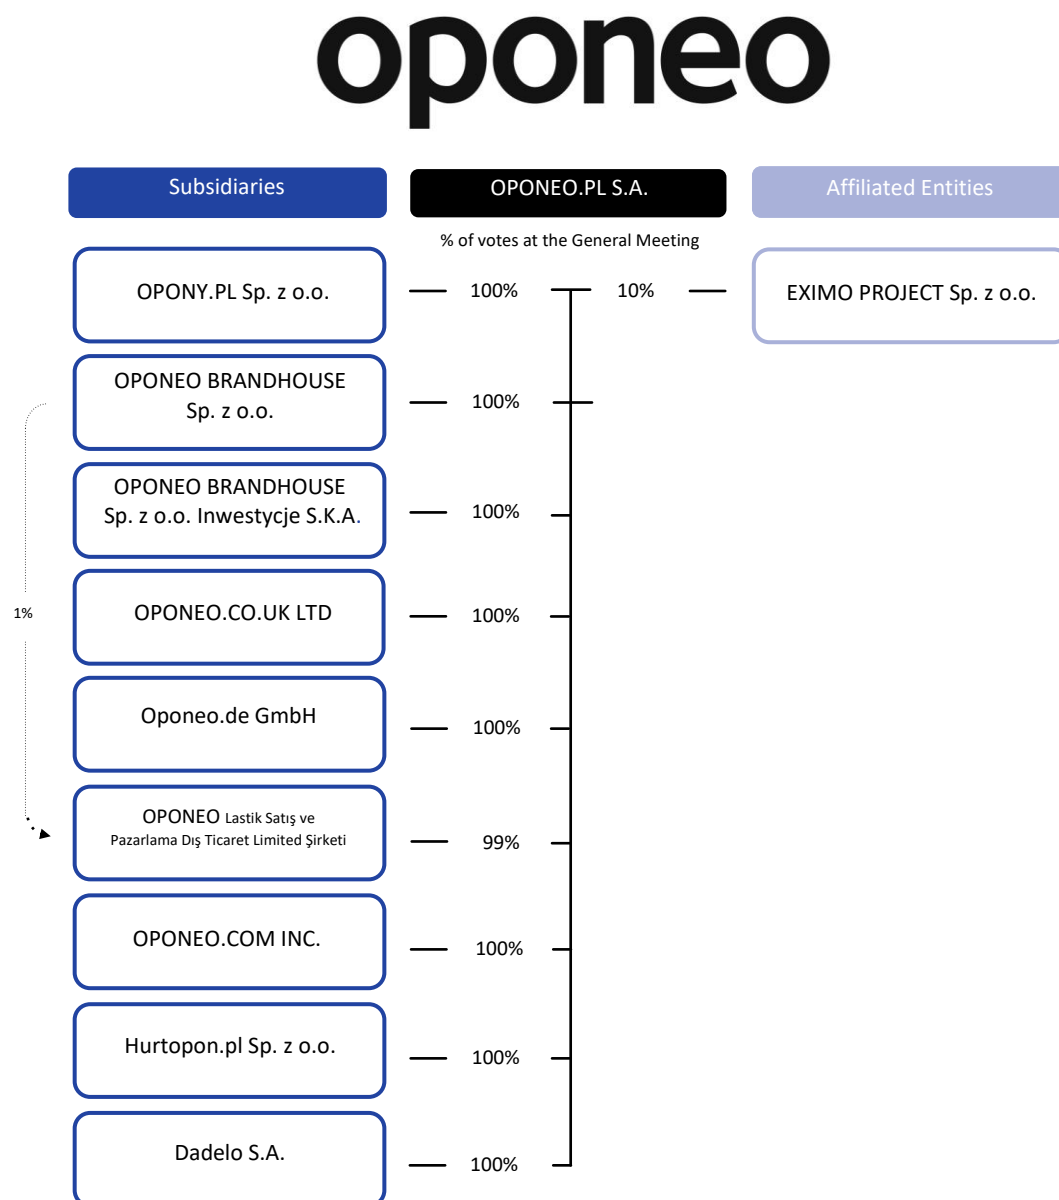 oponeo
Subsidiaries
OPONEO.PL S.A.
Affiliated Entities
% of votes at the General Meeting
OPONY.PL Sp. z o.o.
100%
10%
EXIMO PROJECT Sp. z o.o.
OPONEO BRANDHOUSE
Sp. z o.o.
100%
OPONEO BRANDHOUSE
Sp. z o.o. Inwestycje S.K.A.
100%
1%
OPONEO.CO.UK LTD
100%
Oponeo.de GmbH
100%
OPONEO Lastik Satış ve
Pazarlama Dış Ticaret Limited Şirketi
99%
OPONEO.COM INC.
100%
Hurtopon.pl Sp. z o.o.
100%
Dadelo S.A.
100%